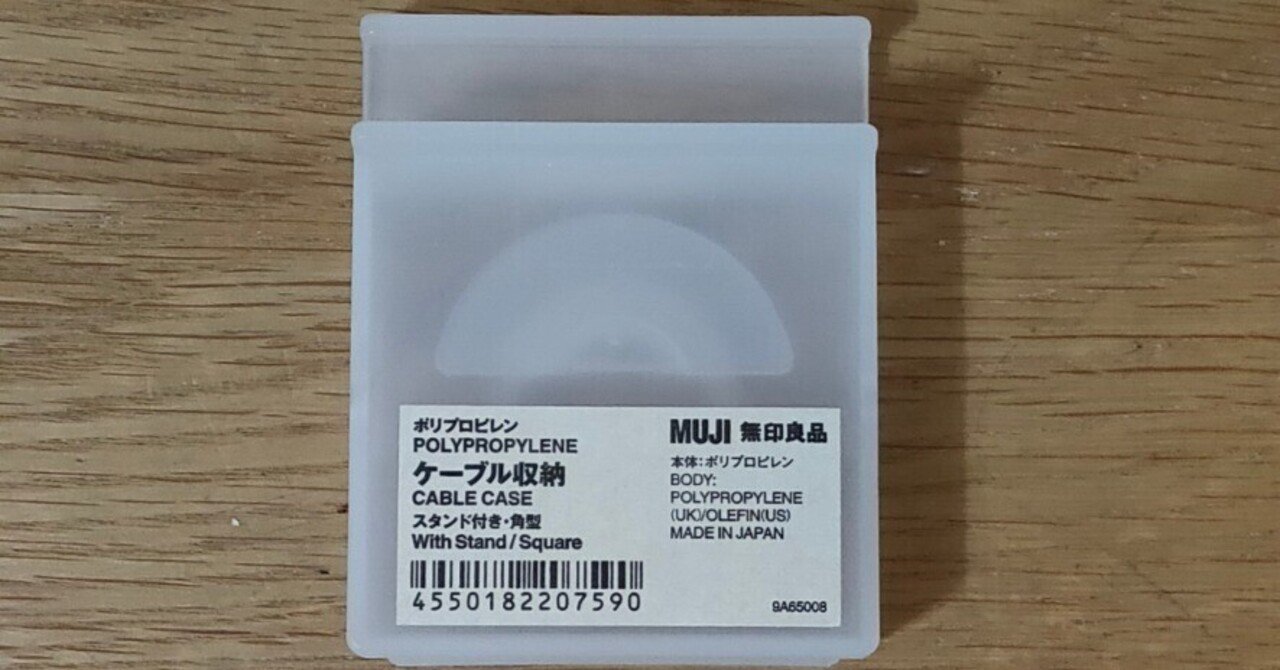 ポリプロピレン
POLYPROPYLENE
ケーブル収納
CABLE CASE
スタンド付き・角型
With Stand / Square
4550182207590
MUJI 無印良品
本体:ポリプロピレン
BODY:
POLYPROPYLENE
(UK)/OLEFIN(US)
MADE IN JAPAN
9A65008